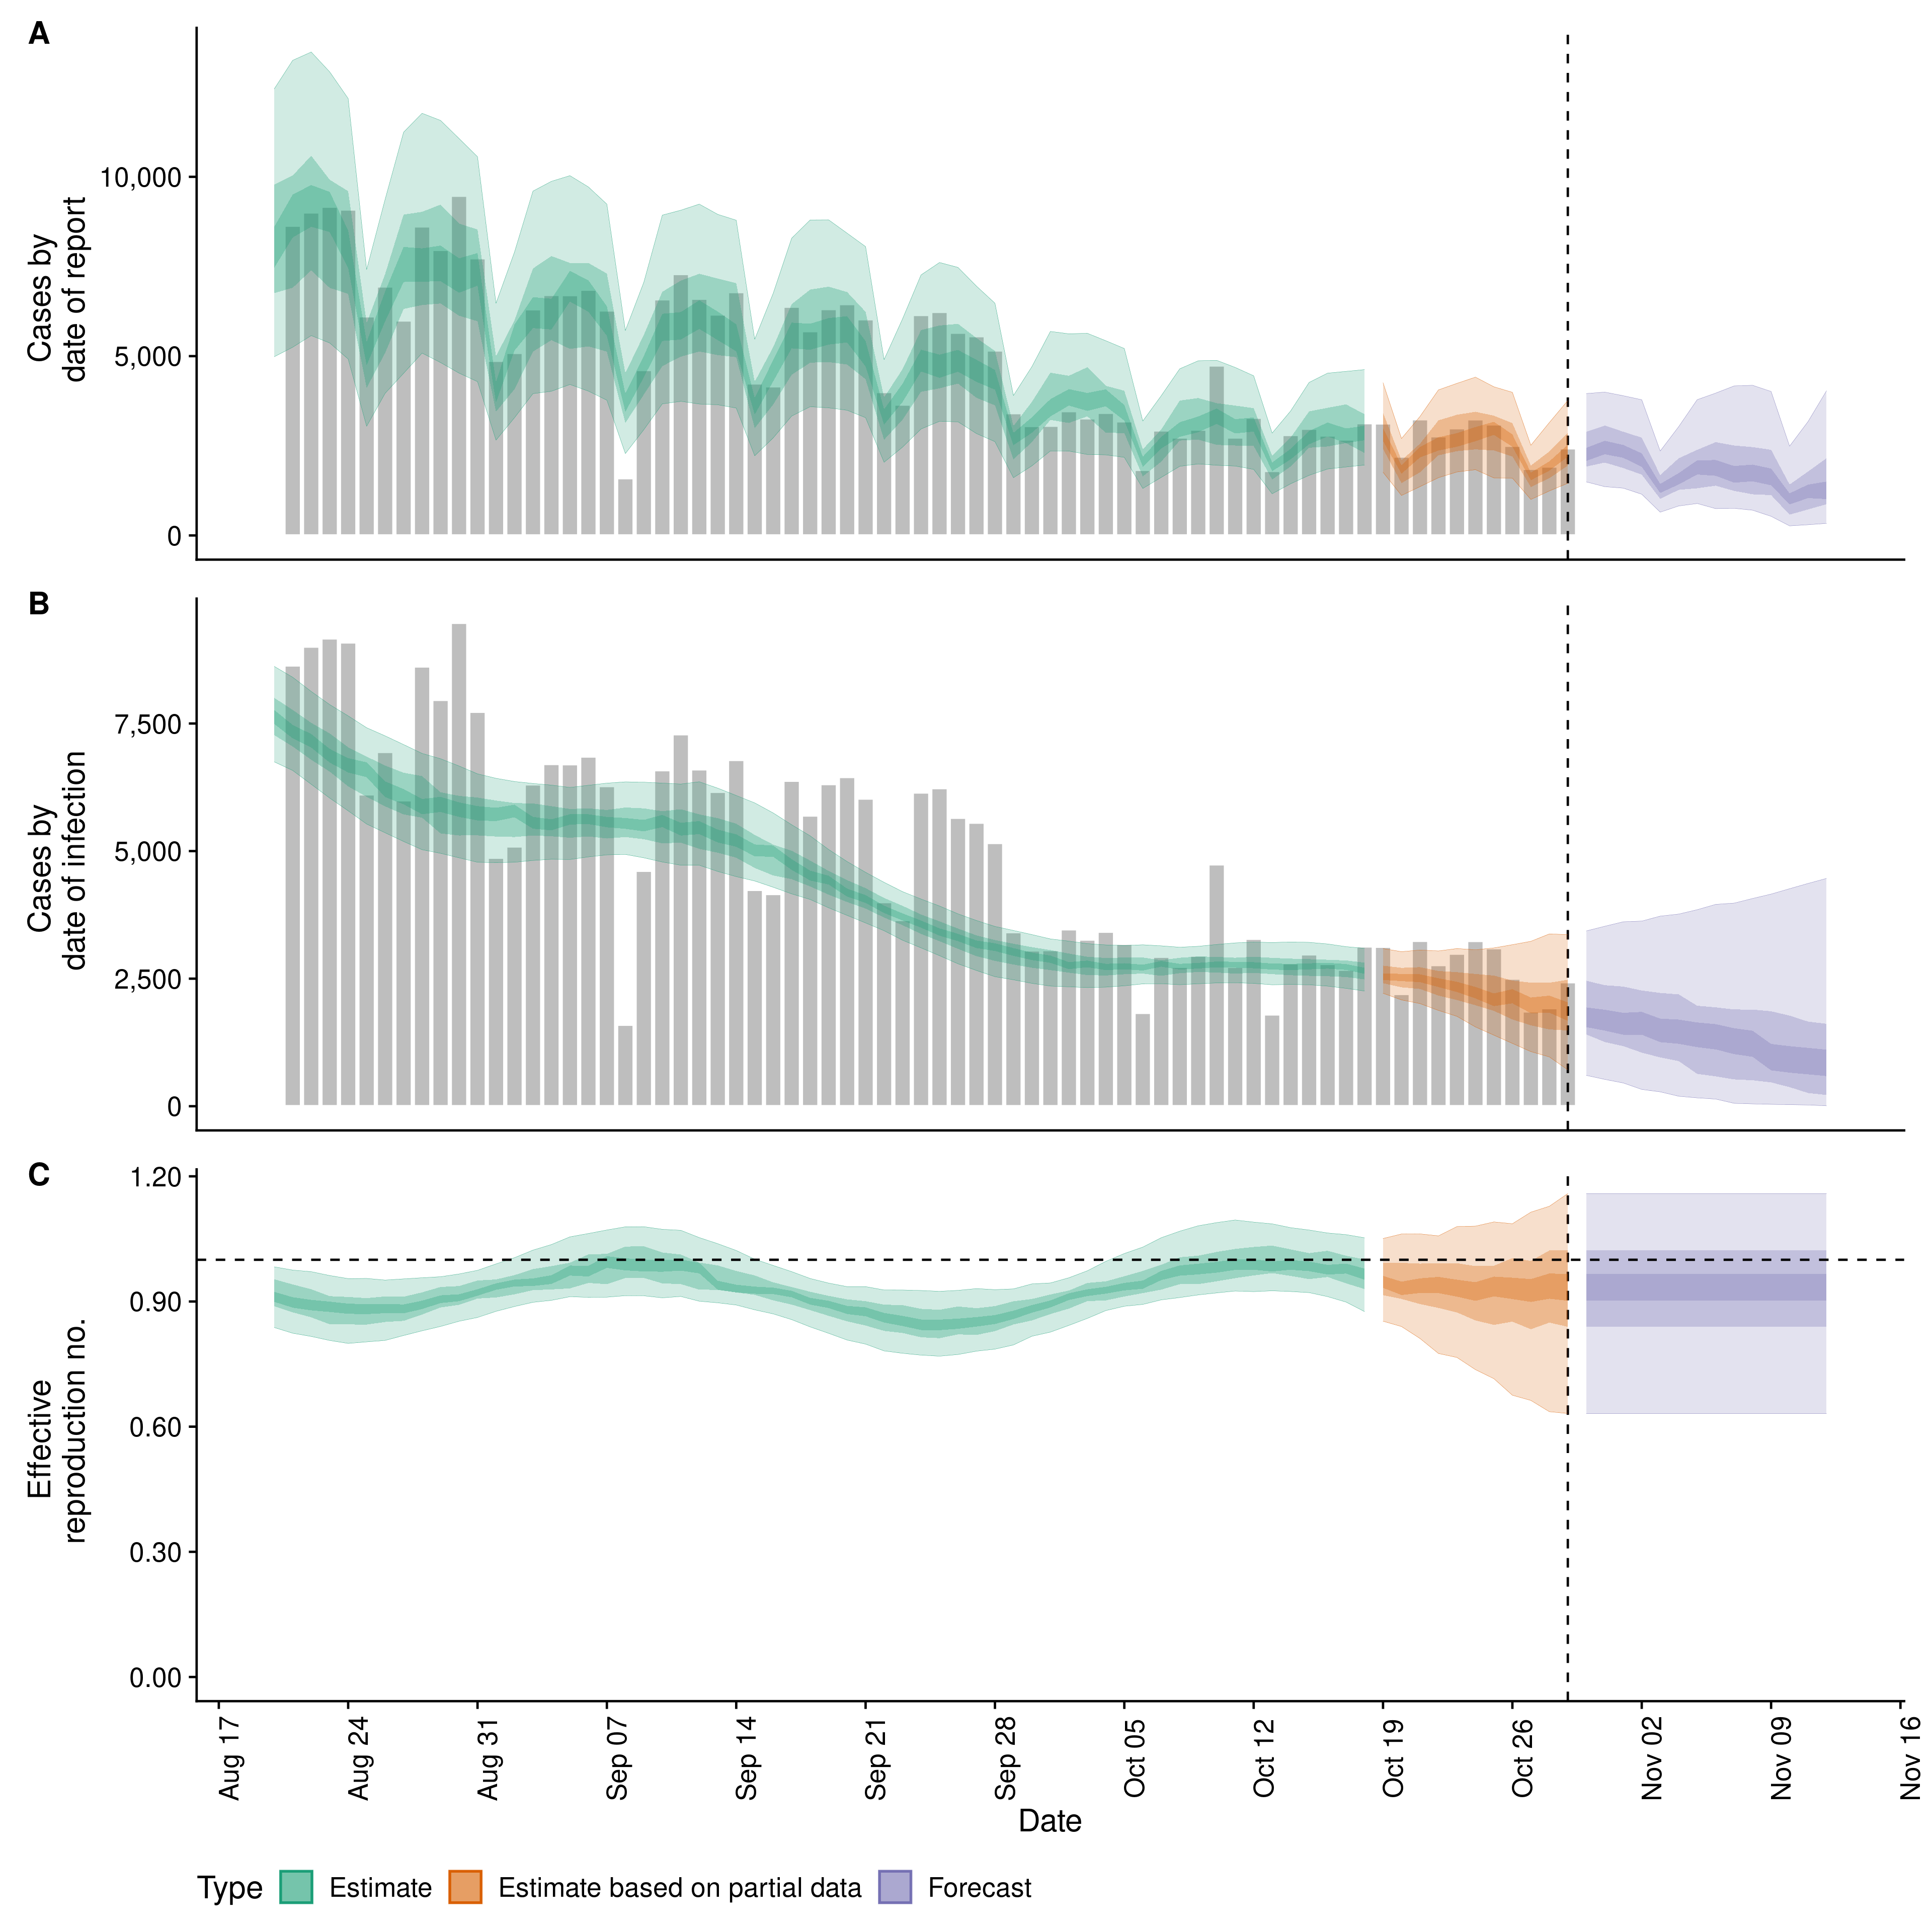 A
Cases by
date of report
10,000
5,000
0
B
Cases by
date of infection
7,500
5,000
2,500
0
C
Effective
reproduction no.
1.20
0.90
0.60
0.30
0.00
Aug 17
Aug 24
Aug 31
Sep 07
Sep 14
Sep 21
Sep 28
Oct 05
Oct 12
Oct 19
Oct 26
Nov 02
Nov 09
Nov 16
Date
Type Estimate Estimate based on partial data Forecast